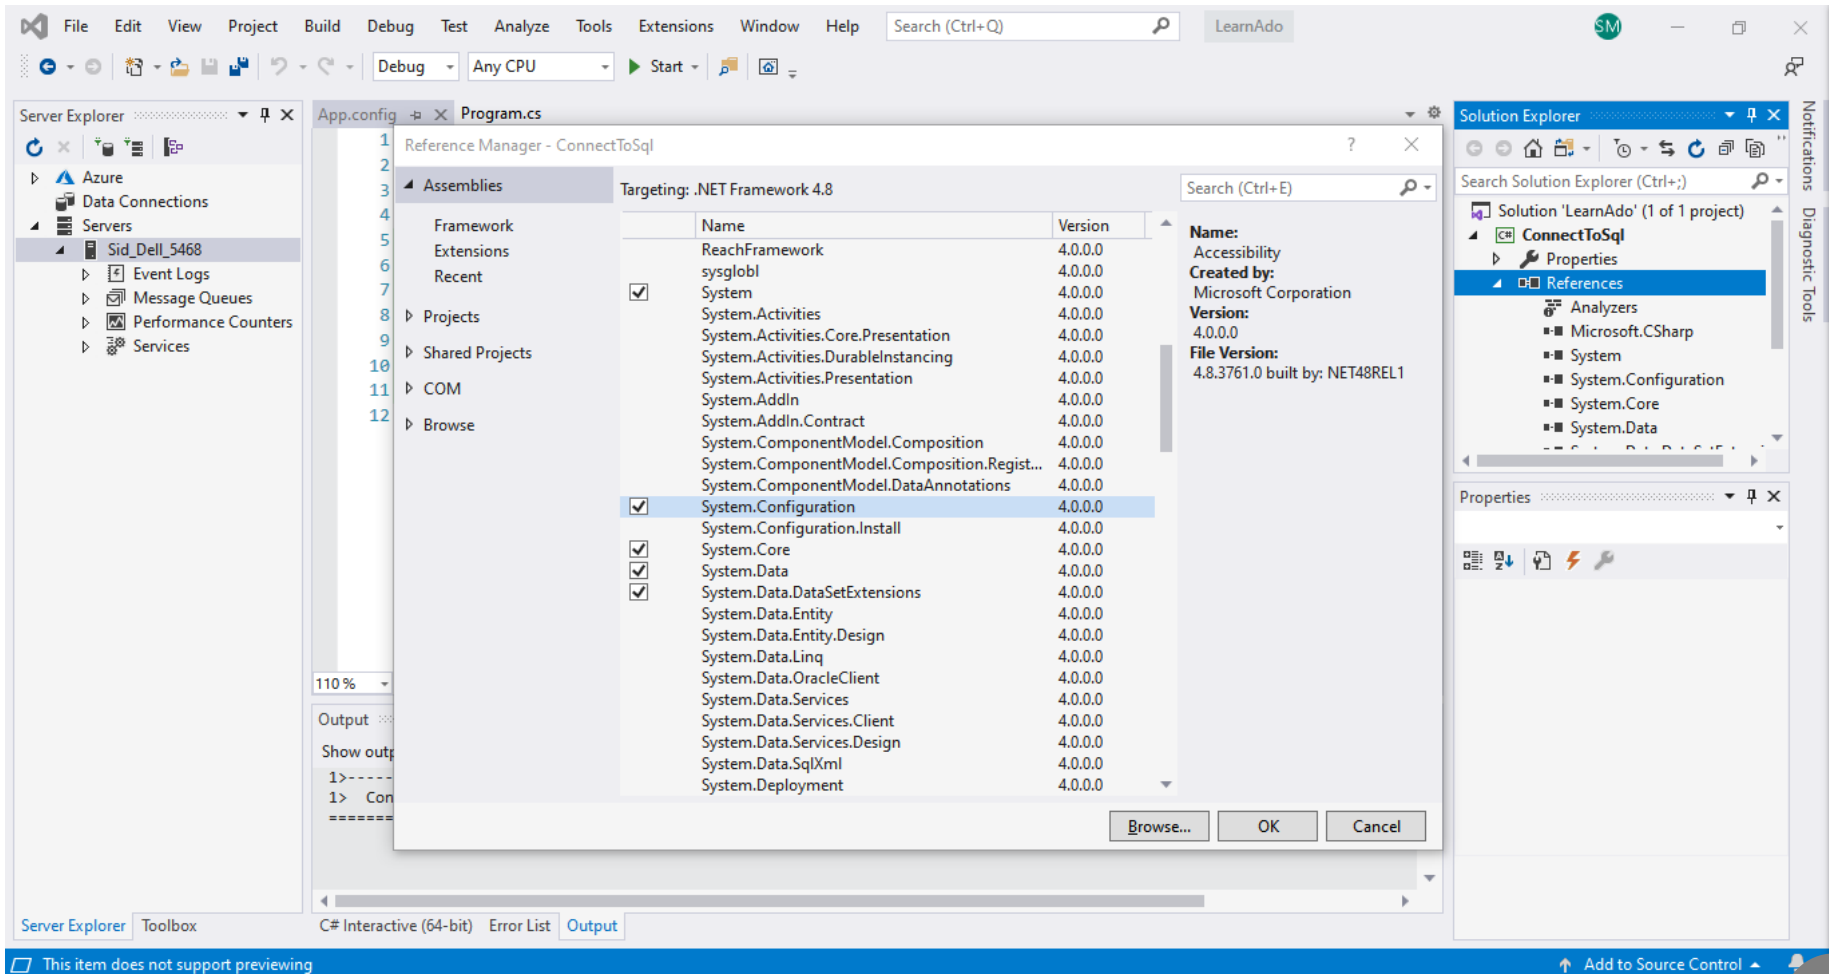 File Edit View Project Build Debug Test Analyze Tools Extensions Window Help Search (Ctrl+Q) LearnAdo SM
Debug Any CPU Start
Server Explorer
Azure
Data Connections
Servers
Sid_Dell_5468
Event Logs
Message Queues
Performance Counters
Services
App.config Program.cs
1
2
3
4
5
6
7
8
9
10
11
12
110 %
Reference Manager - ConnectToSql ?
Assemblies
Framework
Extensions
Recent
Projects
Shared Projects
COM
Browse
Targeting: .NET Framework 4.8
Search (Ctrl+E)
Name Version
ReachFramework 4.0.0.0
sysglobl 4.0.0.0
System 4.0.0.0
System.Activities 4.0.0.0
System.Activities.Core.Presentation 4.0.0.0
System.Activities.DurableInstancing 4.0.0.0
System.Activities.Presentation 4.0.0.0
System.AddIn 4.0.0.0
System.AddIn.Contract 4.0.0.0
System.ComponentModel.Composition 4.0.0.0
System.ComponentModel.Composition.Regist... 4.0.0.0
System.ComponentModel.DataAnnotations 4.0.0.0
System.Configuration 4.0.0.0
System.Configuration.Install 4.0.0.0
System.Core 4.0.0.0
System.Data 4.0.0.0
System.Data.DataSetExtensions 4.0.0.0
System.Data.Entity 4.0.0.0
System.Data.Entity.Design 4.0.0.0
System.Data.Linq 4.0.0.0
System.Data.OracleClient 4.0.0.0
System.Data.Services 4.0.0.0
System.Data.Services.Client 4.0.0.0
System.Data.Services.Design 4.0.0.0
System.Data.SqlXml 4.0.0.0
System.Deployment 4.0.0.0
Name:
Accessibility
Created by:
Microsoft Corporation
Version:
4.0.0.0
File Version:
4.8.3761.0 built by: NET48REL1
Browse... OK Cancel
Output
Show outp
1>-----
1> Con
=======
Solution Explorer
Search Solution Explorer (Ctrl+;)
Solution 'LearnAdo' (1 of 1 project)
C# ConnectToSql
Properties
References
Analyzers
Microsoft.CSharp
System
System.Configuration
System.Core
System.Data
Properties
Notifications
Diagnostic Tools
Server Explorer Toolbox
C# Interactive (64-bit) Error List Output
This item does not support previewing
Add to Source Control